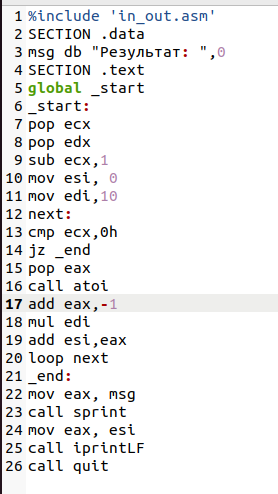 1 %include 'in_out.asm'
2 SECTION .data
3 msg db "Результат: ",0
4 SECTION .text
5 global _start
6 _start:
7 pop ecx
8 pop edx
9 sub ecx,1
10 mov esi, 0
11 mov edi,10
12 next:
13 cmp ecx,0h
14 jz _end
15 pop eax
16 call atoi
17 add eax,-1
18 mul edi
19 add esi,eax
20 loop next
21 _end:
22 mov eax, msg
23 call sprint
24 mov eax, esi
25 call iprintLF
26 call quit